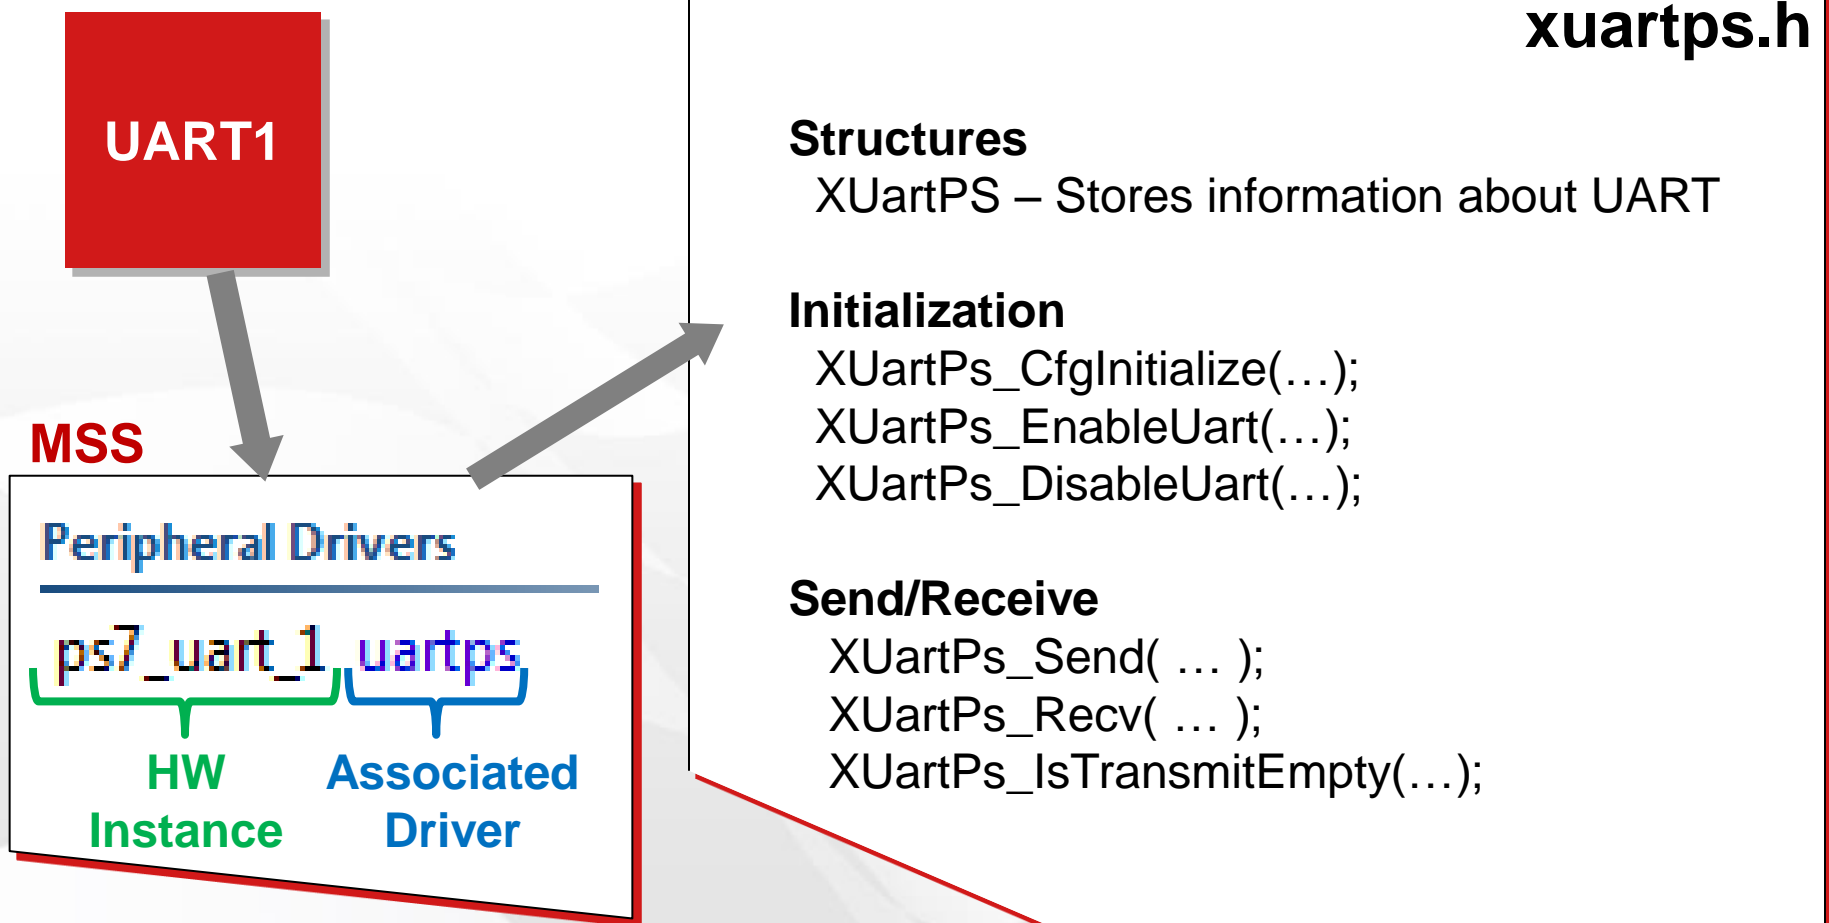 UART1
MSS
Peripheral Drivers
ps7_uart_1 uartps
HW
Instance
Associated
Driver
xuartps.h
Structures
XUartPS – Stores information about UART
Initialization
XUartPs_CfgInitialize(…);
XUartPs_EnableUart(…);
XUartPs_DisableUart(…);
Send/Receive
XUartPs_Send( … );
XUartPs_Recv( … );
XUartPs_IsTransmitEmpty(…);